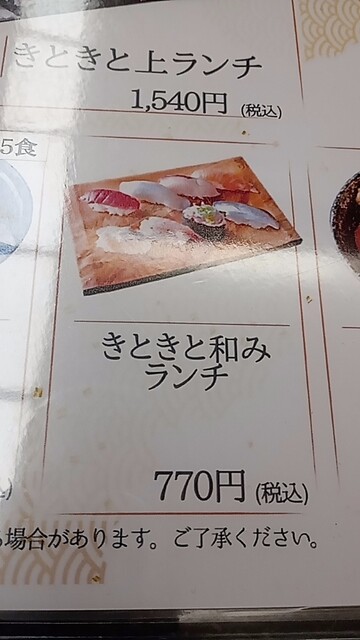 きときと上ランチ
1,540円 (税込)
5食
きときと和み
ランチ
770円 (税込)
場合があります。ご了承ください。